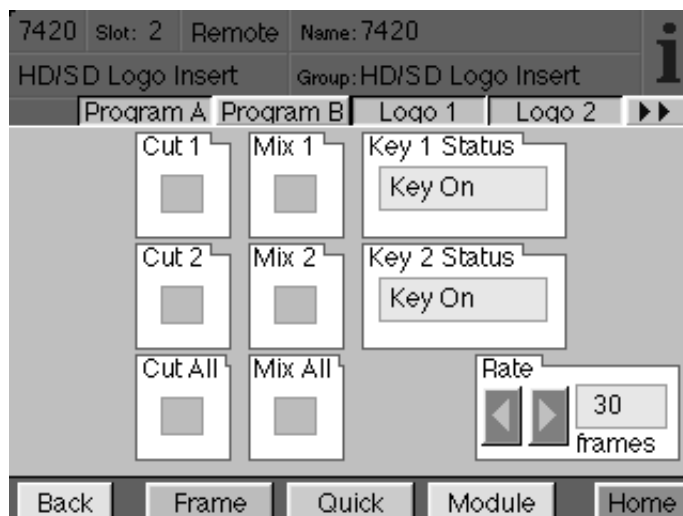 7420 Slot: 2 Remote Name: 7420
HD/SD Logo Insert Group: HD/SD Logo Insert
i
Program A Program B Logo 1 Logo 2
Cut 1 Mix 1 Key 1 Status
Key On
Cut 2 Mix 2 Key 2 Status
Key On
Cut All Mix All Rate
30
frames
Back Frame Quick Module Home